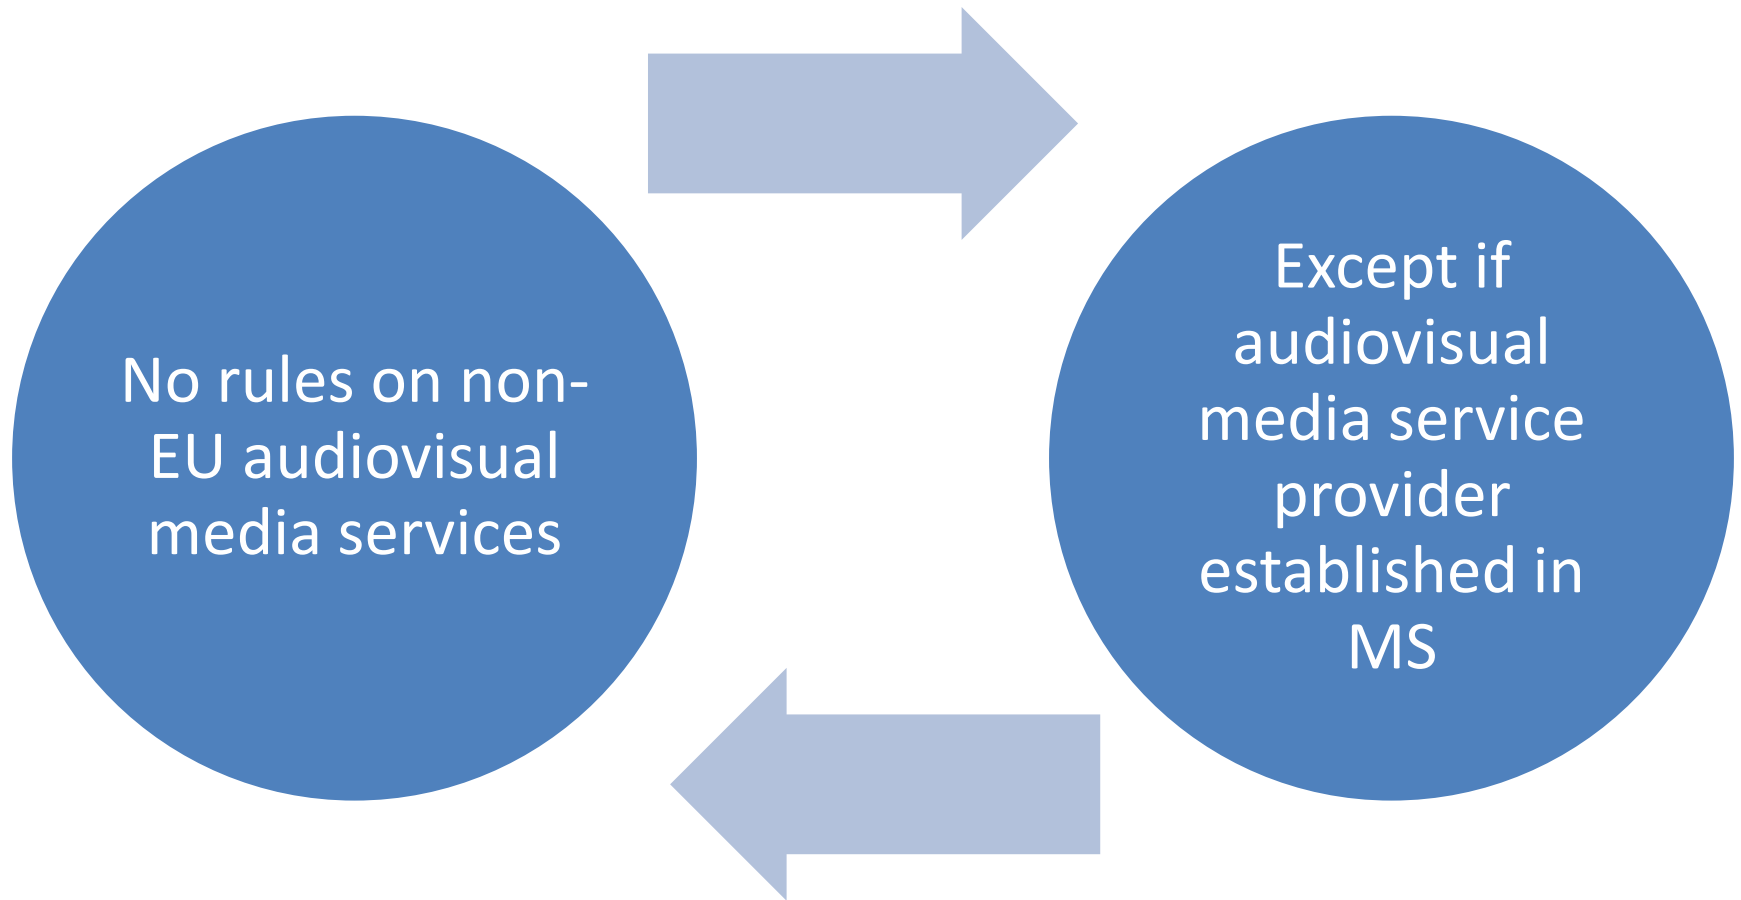 No rules on non-
EU audiovisual
media services
Except if
audiovisual
media service
provider
established in
MS